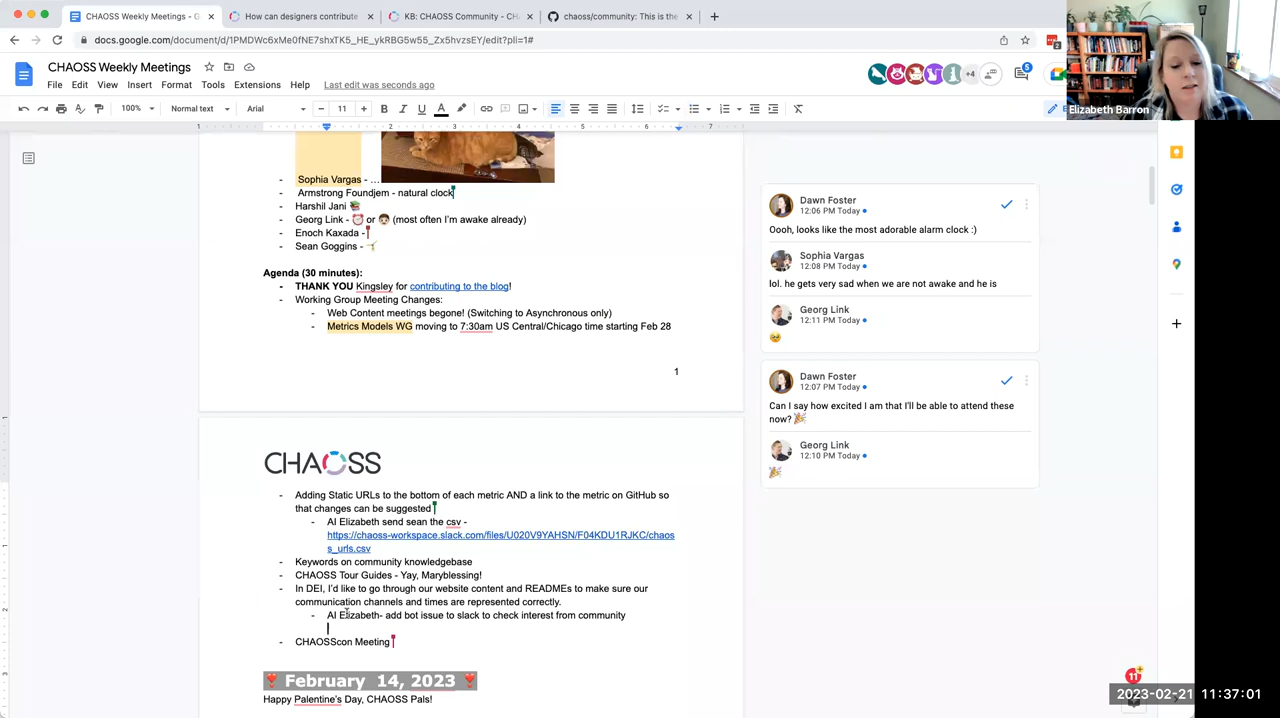 CHAOSS Weekly Meetings - G
How can designers contribute
KB: CHAOSS Community - CH
chaoss/community: This is the
docs.google.com/document/d/1PMDWc6xMe0fNE7shxTK5_HE_ykRBG5w65_Zx5hvzsEY/edit?pli=1#
CHAOSS Weekly Meetings
File Edit View Insert Format Tools Extensions Help Last edit was seconds ago
+4
5
2
Elizabeth Barron
100% Normal text Arial 11
1 1 2 3 4 5 6 7
- Sophia Vargas - ...
- Armstrong Foundjem - natural clock
- Harshil Jani 📚
- Georg Link - ⏰ or 👨 (most often I'm awake already)
- Enoch Kaxada -
- Sean Goggins -
Agenda (30 minutes):
- THANK YOU Kingsley for contributing to the blog!
- Working Group Meeting Changes:
- Web Content meetings begone! (Switching to Asynchronous only)
- Metrics Models WG moving to 7:30am US Central/Chicago time starting Feb 28
1
CHAOSS
- Adding Static URLs to the bottom of each metric AND a link to the metric on GitHub so
that changes can be suggested
- AI Elizabeth send sean the csv -
https://chaoss-workspace.slack.com/files/U020V9YAHSN/F04KDU1RJKC/chaos
s_urls.csv
- Keywords on community knowledgebase
- CHAOSS Tour Guides - Yay, Maryblessing!
- In DEI, I'd like to go through our website content and READMEs to make sure our
communication channels and times are represented correctly.
- AI Elizabeth- add bot issue to slack to check interest from community
- CHAOSScon Meeting
❣️ February 14, 2023 ❣️
Happy Palentine's Day, CHAOSS Pals!
Dawn Foster
12:06 PM Today
Oooh, looks like the most adorable alarm clock :)
Sophia Vargas
12:08 PM Today
lol. he gets very sad when we are not awake and he is
Georg Link
12:11 PM Today
🥹
Dawn Foster
12:07 PM Today
Can I say how excited I am that I'll be able to attend these
now? 🎉
Georg Link
12:10 PM Today
🎉
11
2023-02-21 11:37:01